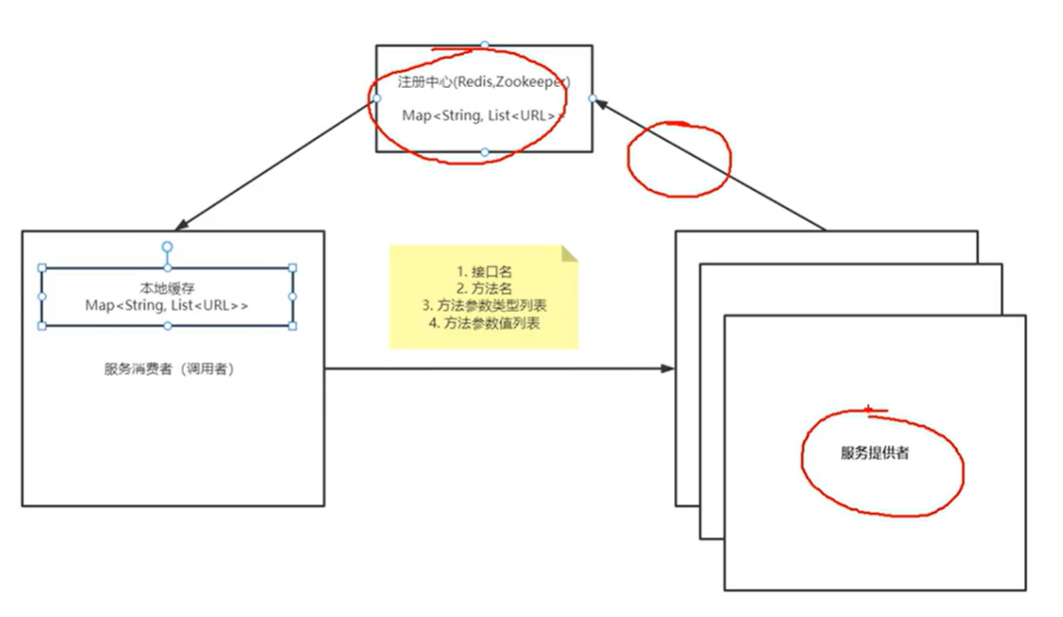 注册中心(Redis,Zookeeper)
Map<String, List<URL>>
本地缓存
Map<String, List<URL>>
服务消费者（调用者）
1. 接口名
2. 方法名
3. 方法参数类型列表
4. 方法参数值列表
服务提供者